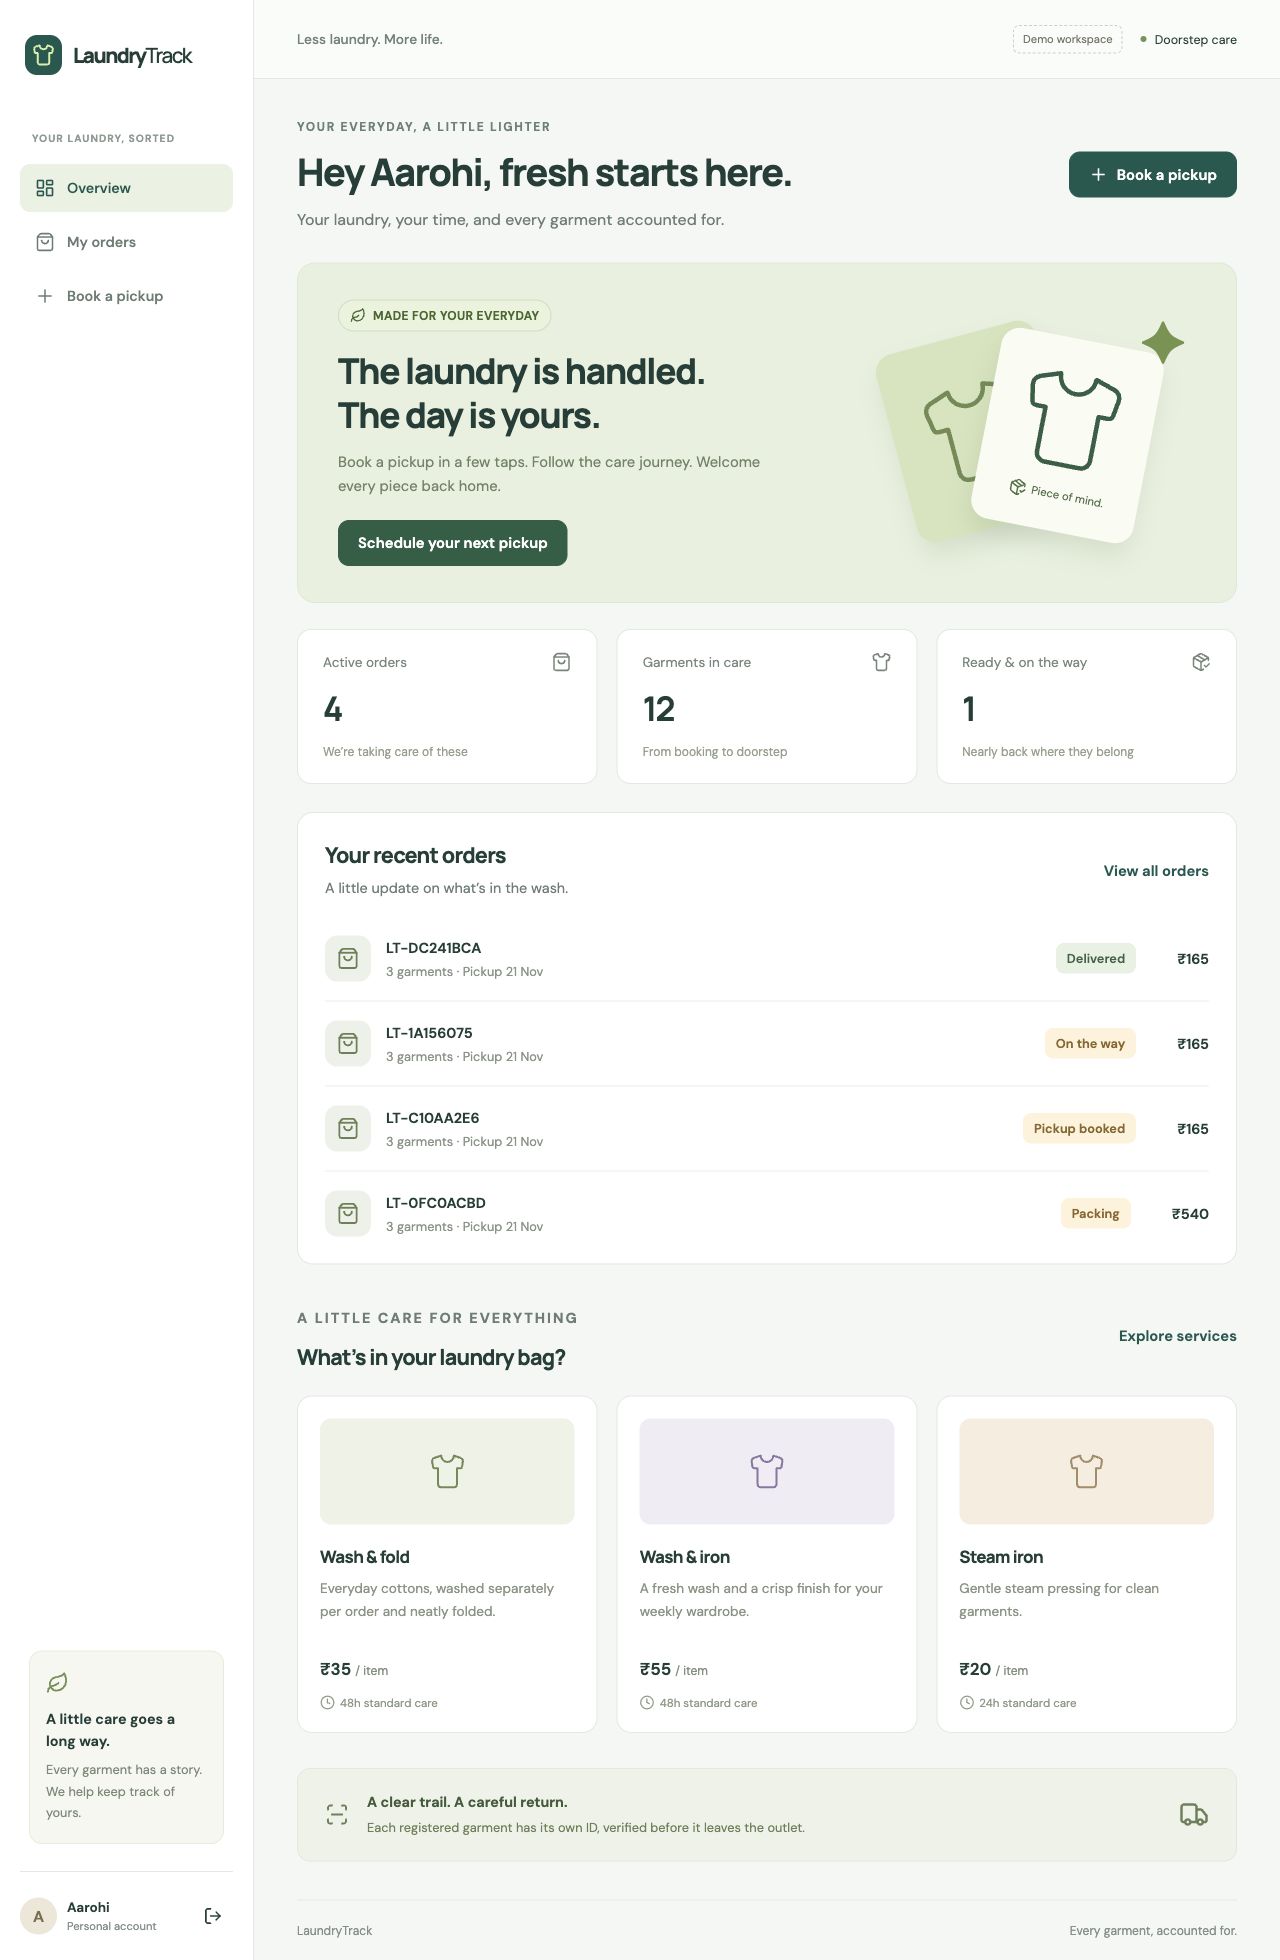 LaundryTrack
YOUR LAUNDRY, SORTED
Overview
My orders
Book a pickup
A little care goes a
long way.
Every garment has a story.
We help keep track of
yours.
A
Aarohi
Personal account
Less laundry. More life.
Demo workspace
Doorstep care
YOUR EVERYDAY, A LITTLE LIGHTER
Hey Aarohi, fresh starts here.
Your laundry, your time, and every garment accounted for.
Book a pickup
MADE FOR YOUR EVERYDAY
The laundry is handled.
The day is yours.
Book a pickup in a few taps. Follow the care journey. Welcome
every piece back home.
Schedule your next pickup
Piece of mind.
Active orders
4
We’re taking care of these
Garments in care
12
From booking to doorstep
Ready & on the way
1
Nearly back where they belong
Your recent orders
A little update on what’s in the wash.
View all orders
LT-DC241BCA
3 garments · Pickup 21 Nov
Delivered
₹165
LT-1A156075
3 garments · Pickup 21 Nov
On the way
₹165
LT-C10AA2E6
3 garments · Pickup 21 Nov
Pickup booked
₹165
LT-0FC0ACBD
3 garments · Pickup 21 Nov
Packing
₹540
A LITTLE CARE FOR EVERYTHING
What’s in your laundry bag?
Explore services
Wash & fold
Everyday cottons, washed separately
per order and neatly folded.
₹35 / item
48h standard care
Wash & iron
A fresh wash and a crisp finish for your
weekly wardrobe.
₹55 / item
48h standard care
Steam iron
Gentle steam pressing for clean
garments.
₹20 / item
24h standard care
A clear trail. A careful return.
Each registered garment has its own ID, verified before it leaves the outlet.
LaundryTrack
Every garment, accounted for.